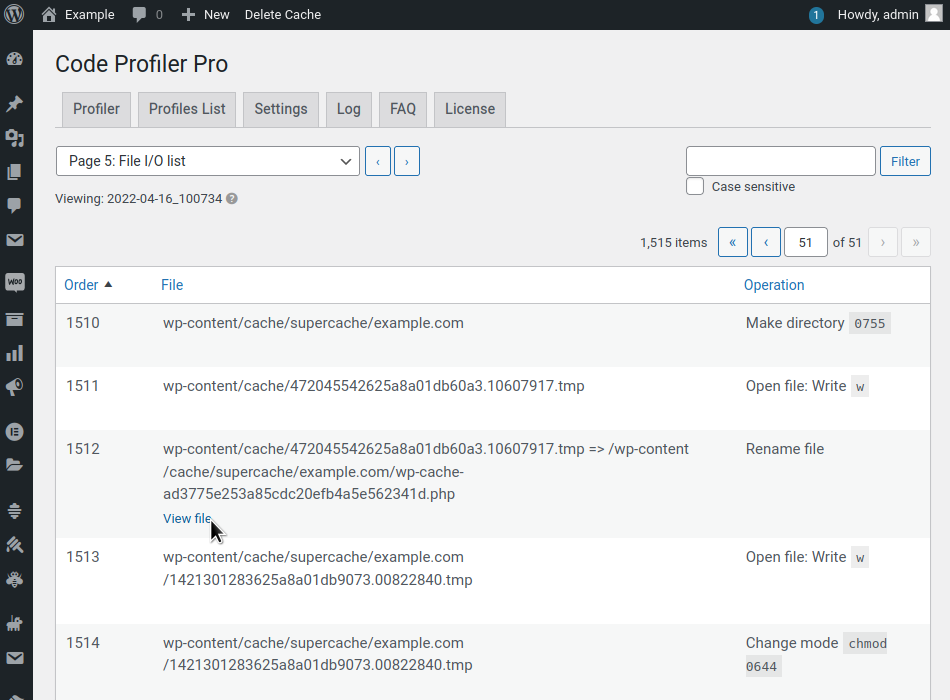 Example 0 New Delete Cache 1 Howdy, admin
Code Profiler Pro
Profiler Profiles List Settings Log FAQ License
Page 5: File I/O list ‹ › Filter
Case sensitive
Viewing: 2022-04-16_100734 ?
1,515 items « ‹ 51 of 51 › »
Order File Operation
1510 wp-content/cache/supercache/example.com Make directory 0755
1511 wp-content/cache/472045542625a8a01db60a3.10607917.tmp Open file: Write w
1512 wp-content/cache/472045542625a8a01db60a3.10607917.tmp => /wp-content Rename file
/cache/supercache/example.com/wp-cache-
ad3775e253a85cdc20efb4a5e562341d.php
View file
1513 wp-content/cache/supercache/example.com Open file: Write w
/1421301283625a8a01db9073.00822840.tmp
1514 wp-content/cache/supercache/example.com Change mode chmod
/1421301283625a8a01db9073.00822840.tmp 0644
Woo